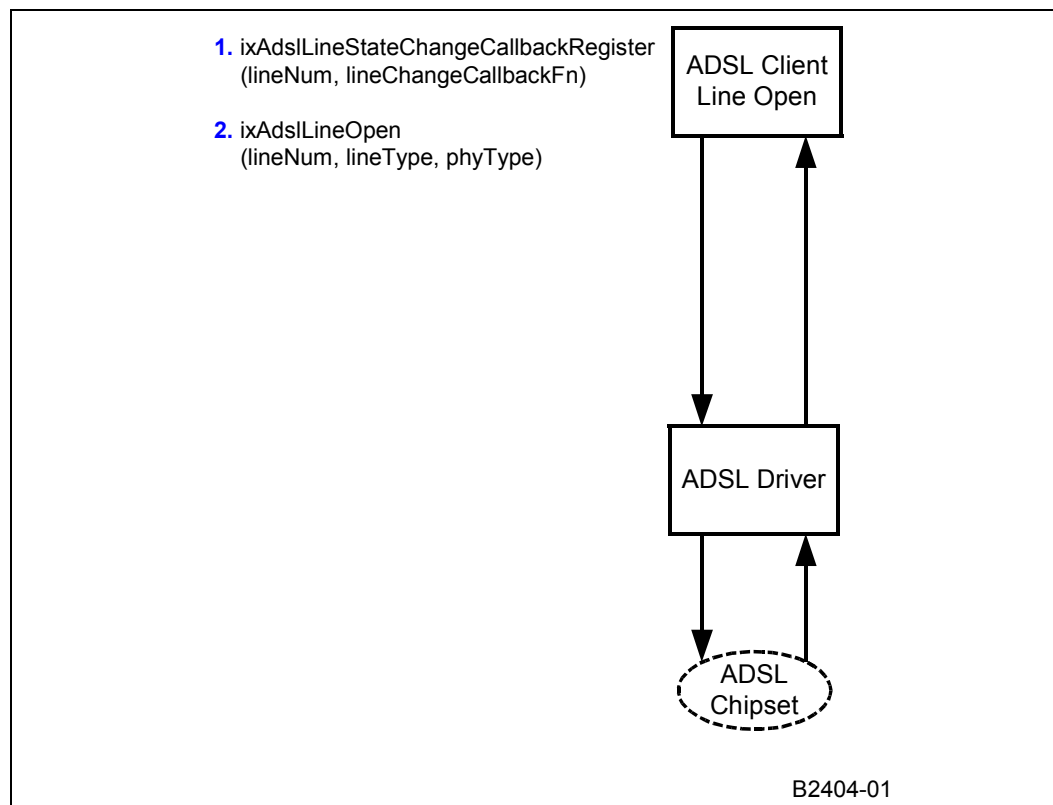 1. ixAdslLineStateChangeCallbackRegister
(lineNum, lineChangeCallbackFn)
2. ixAdslLineOpen
(lineNum, lineType, phyType)
ADSL Client
Line Open
ADSL Driver
ADSL
Chipset
B2404-01